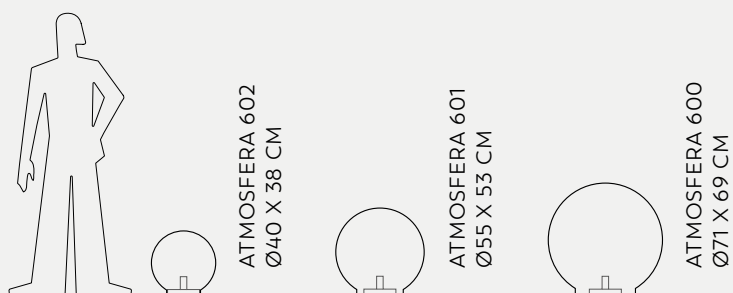 ATMOSFERA 602
Ø40 X 38 CM
ATMOSFERA 601
Ø55 X 53 CM
ATMOSFERA 600
Ø71 X 69 CM